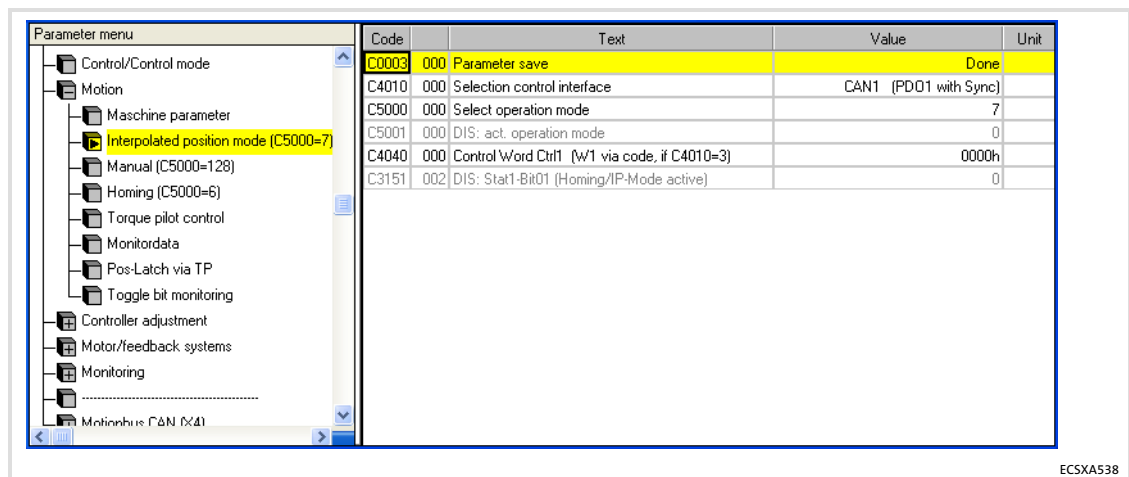 Parameter menu
Control/Control mode
Motion
Maschine parameter
Interpolated position mode (C5000=7)
Manual (C5000=128)
Homing (C5000=6)
Torque pilot control
Monitordata
Pos-Latch via TP
Toggle bit monitoring
Controller adjustment
Motor/feedback systems
Monitoring
--------------------------------------------
Motionbus CAN (X4)
Code Text Value Unit
C0003 000 Parameter save Done
C4010 000 Selection control interface CAN1 (PDO1 with Sync)
C5000 000 Select operation mode 7
C5001 000 DIS: act. operation mode 0
C4040 000 Control Word Ctrl1 (W1 via code, if C4010=3) 0000h
C3151 002 DIS: Stat1-Bit01 (Homing/IP-Mode active) 0
ECSXA538